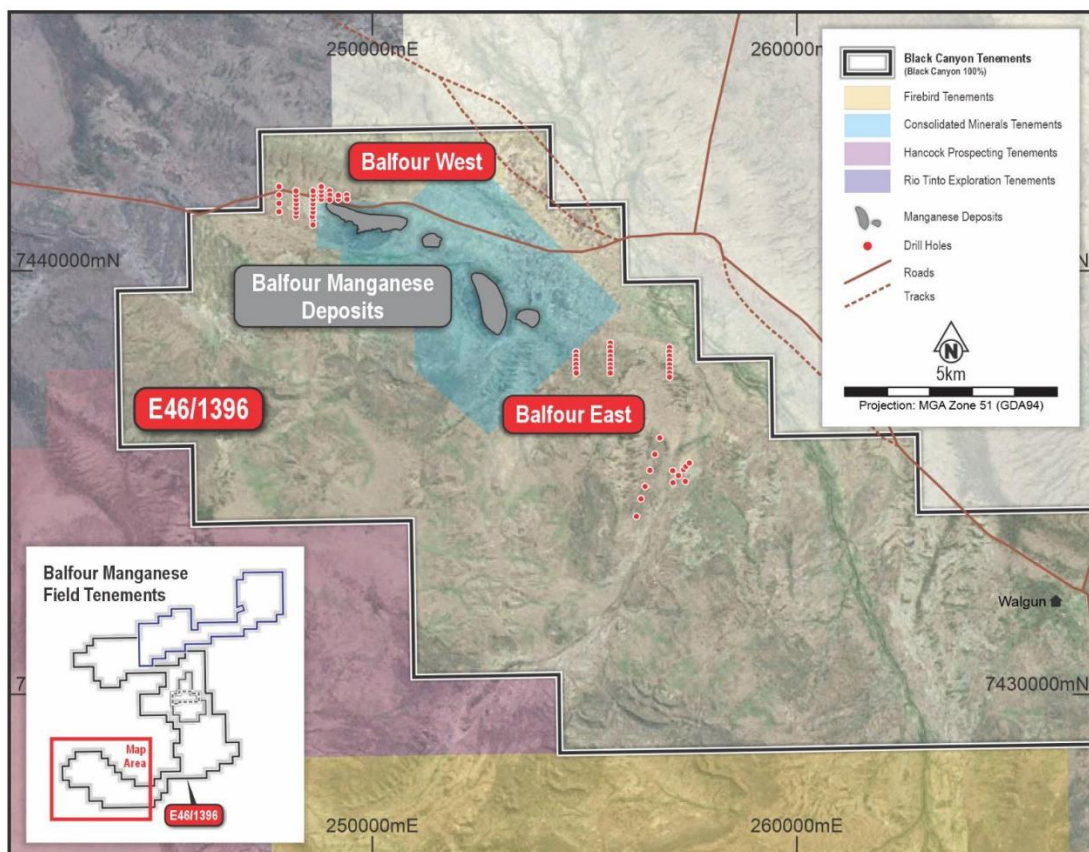 250000mE
260000m
Black Canyon Tenements
(Black Canyon 100%)
Firebird Tenements
Consolidated Minerals Tenements
Hancock Prospecting Tenements
Rio Tinto Exploration Tenements
Manganese Deposits
Drill Holes
Roads
Tracks
N
5km
Projection: MGA Zone 51 (GDA94)
Balfour West
7440000mN
N
Balfour Manganese
Deposits
E46/1396
Balfour East
Balfour Manganese
Field Tenements
Map
Area
E46/1396
Walgun
7
7430000mN
250000mE
260000mE